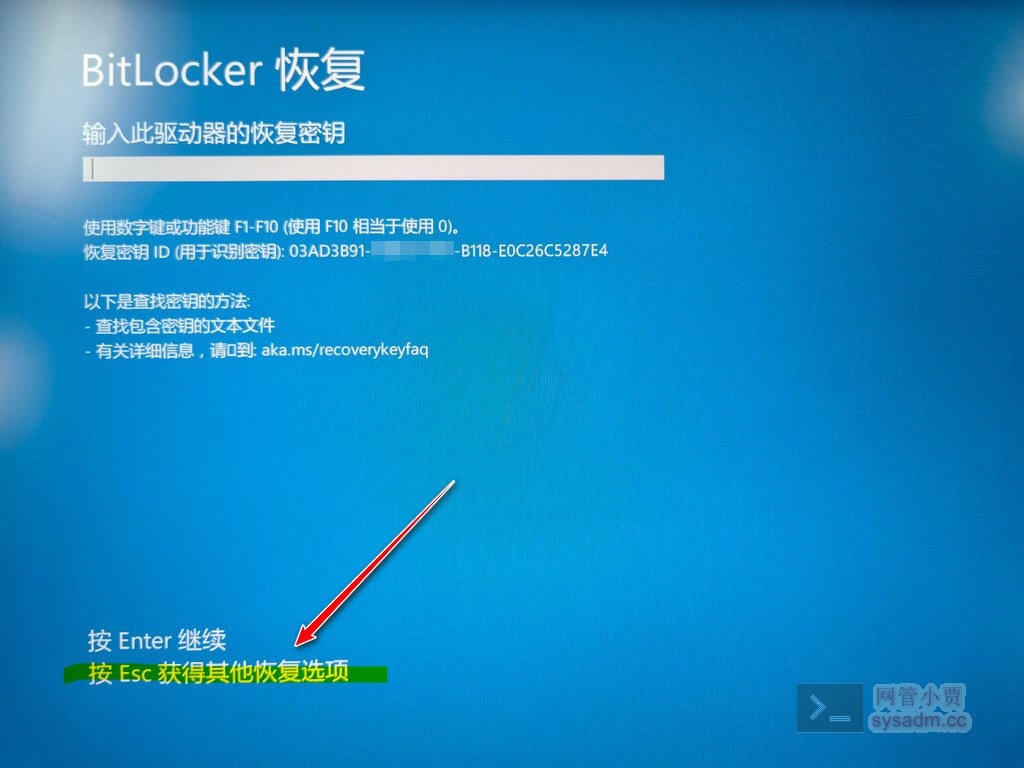 BitLocker 恢复
输入此驱动器的恢复密钥
使用数字键或功能键 F1-F10 (使用 F10 相当于使用 0)。
恢复密钥 ID (用于识别密钥): 03AD3B91- -B118-E0C26C5287E4
以下是查找密钥的方法:
- 查找包含密钥的文本文件
- 有关详细信息，请▯到: aka.ms/recoverykeyfaq
按 Enter 继续
按 Esc 获得其他恢复选项
>_ 网管小贾
sysadm.cc